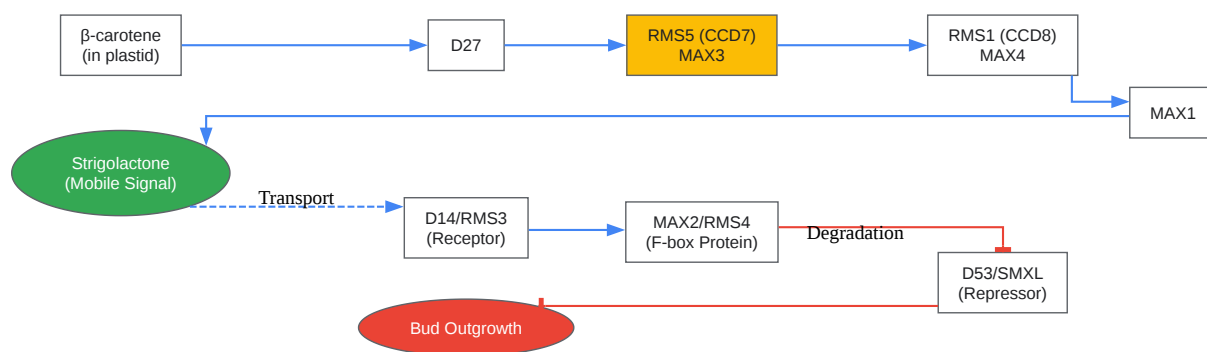 β-carotene
(in plastid)
D27
RMS5 (CCD7)
MAX3
RMS1 (CCD8)
MAX4
MAX1
Strigolactone
(Mobile Signal)
Transport
D14/RMS3
(Receptor)
MAX2/RMS4
(F-box Protein)
Degradation
D53/SMXL
(Repressor)
Bud Outgrowth